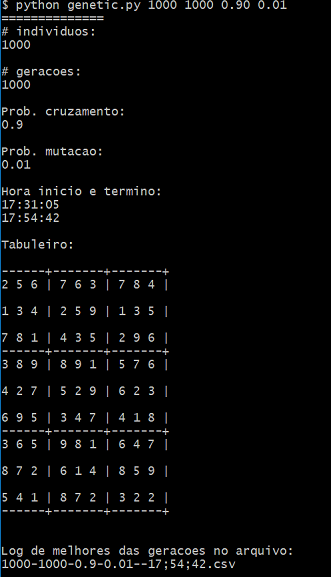 $ python genetic.py 1000 1000 0.90 0.01
==============
# individuos:
1000
# geracoes:
1000
Prob. cruzamento:
0.9
Prob. mutacao:
0.01
Hora inicio e termino:
17:31:05
17:54:42
Tabuleiro:
------+-------+-------+
2 5 6 | 7 6 3 | 7 8 4 |
1 3 4 | 2 5 9 | 1 3 5 |
7 8 1 | 4 3 5 | 2 9 6 |
------+-------+-------+
3 8 9 | 8 9 1 | 5 7 6 |
4 2 7 | 5 2 9 | 6 2 3 |
6 9 5 | 3 4 7 | 4 1 8 |
------+-------+-------+
3 6 5 | 9 8 1 | 6 4 7 |
8 7 2 | 6 1 4 | 8 5 9 |
5 4 1 | 8 7 2 | 3 2 2 |
------+-------+-------+
Log de melhores das geracoes no arquivo:
1000-1000-0.9-0.01--17;54;42.csv